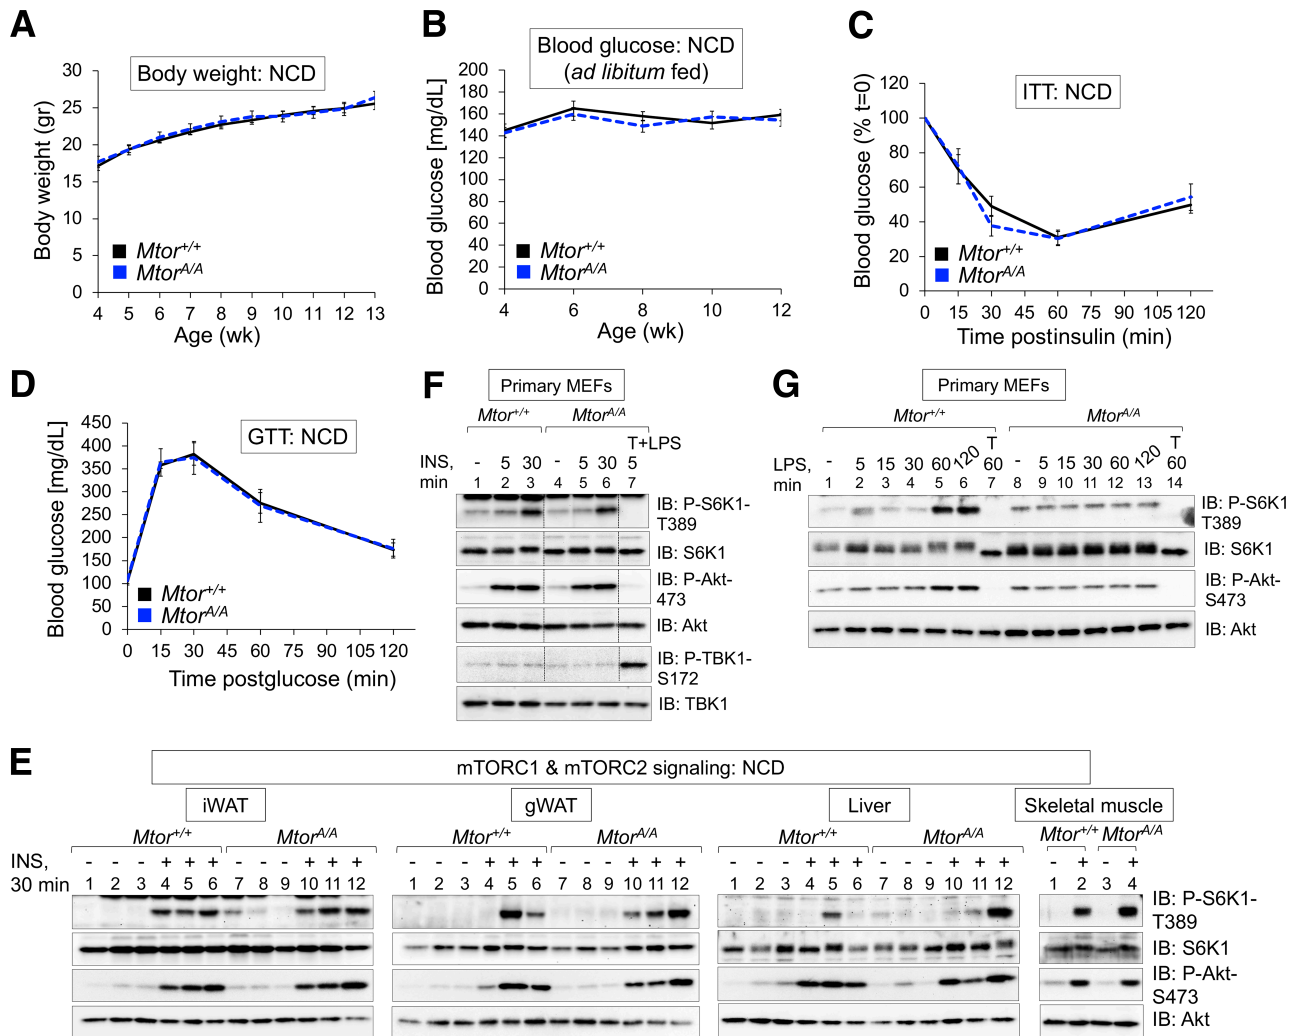 A
Body weight: NCD
Body weight (gr)
30
25
20
15
10
5
0
Mtor+/+
MtorA/A
4 5 6 7 8 9 10 11 12 13
Age (wk)
B
Blood glucose: NCD
(ad libitum fed)
Blood glucose [mg/dL]
200
180
160
140
120
100
80
60
40
20
0
Mtor+/+
MtorA/A
4 6 8 10 12
Age (wk)
C
ITT: NCD
Blood glucose (% t=0)
120
100
80
60
40
20
0
Mtor+/+
MtorA/A
0 15 30 45 60 75 90 105 120
Time postinsulin (min)
D
GTT: NCD
Blood glucose [mg/dL]
450
400
350
300
250
200
150
100
50
0
Mtor+/+
MtorA/A
0 15 30 45 60 75 90 105 120
Time postglucose (min)
F
Primary MEFs
Mtor+/+ MtorA/A
T+LPS
INS, - 5 30 - 5 30 5
min 1 2 3 4 5 6 7
IB: P-S6K1-
T389
IB: S6K1
IB: P-Akt-
473
IB: Akt
IB: P-TBK1-
S172
IB: TBK1
G
Primary MEFs
Mtor+/+ MtorA/A
T T
LPS, - 5 15 30 60 120 60 - 5 10 30 60 120 60
min 1 2 3 4 5 6 7 8 9 10 11 12 13 14
IB: P-S6K1
T389
IB: S6K1
IB: P-Akt-
S473
IB: Akt
E
mTORC1 & mTORC2 signaling: NCD
iWAT gWAT Liver Skeletal muscle
Mtor+/+ MtorA/A Mtor+/+ MtorA/A Mtor+/+ MtorA/A Mtor+/+ MtorA/A
INS, - - - + + + - - - + + + - - - + + + - - - + + + - - - + + + - - - + + + - + - +
30 min 1 2 3 4 5 6 7 8 9 10 11 12 1 2 3 4 5 6 7 8 9 10 11 12 1 2 3 4 5 6 7 8 9 10 11 12 1 2 3 4
IB: P-S6K1-
T389
IB: S6K1
IB: P-Akt-
S473
IB: Akt